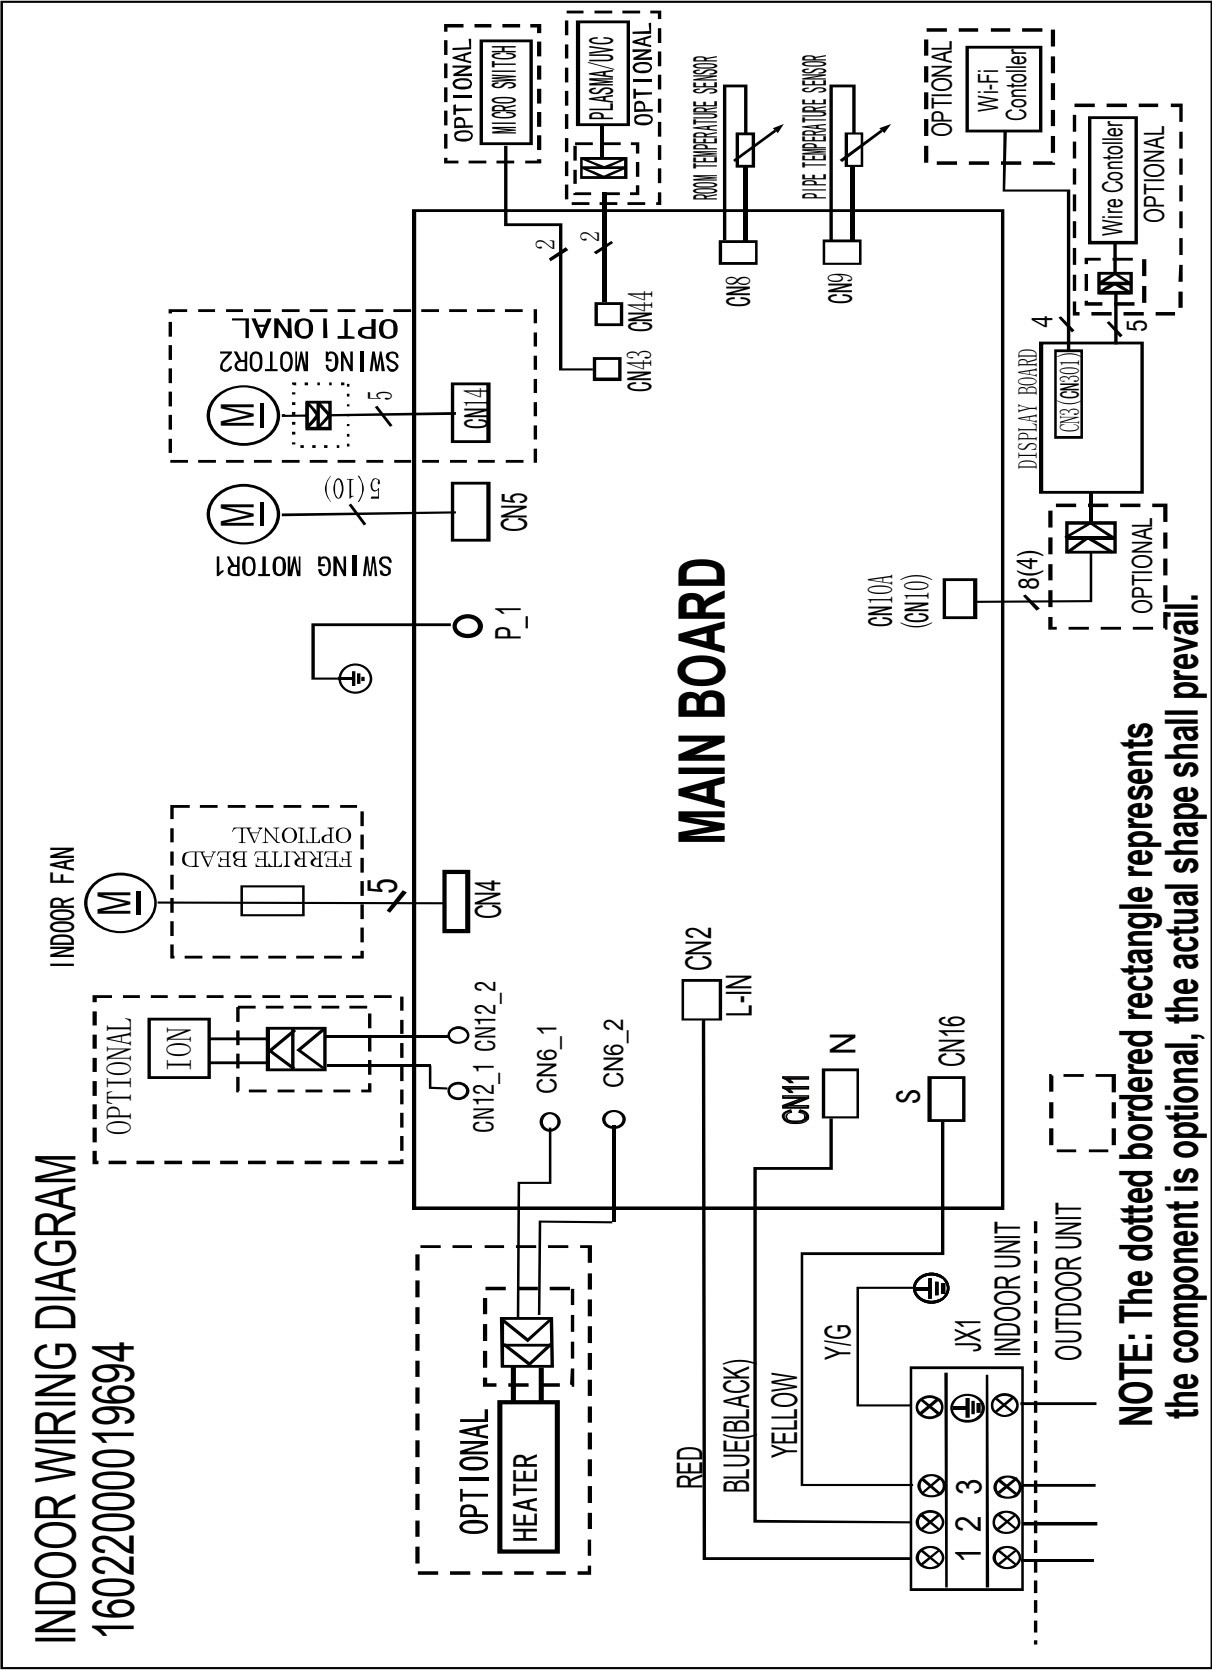 INDOOR WIRING DIAGRAM
16022000019694
OPTIONAL
ION
INDOOR FAN
M
FERRITE BEAD
OPTIONAL
5
SWING MOTOR1
M
5(10)
SWING MOTOR2
OPTIONAL
M
5
OPTIONAL
MICRO SWITCH
2
PLASMA/UVC
OPTIONAL
2
CN12_1
CN12_2
CN4
P_1
CN5
CN14
CN43
CN44
OPTIONAL
HEATER
CN6_1
CN6_2
CN2
L-IN
MAIN BOARD
ROOM TEMPERATURE SENSOR
CN8
PIPE TEMPERATURE SENSOR
CN9
RED
BLUE(BLACK)
YELLOW
Y/G
CN11
N
S
CN16
CN10A
(CN10)
8(4)
OPTIONAL
DISPLAY BOARD
CN3(CN301)
4
5
OPTIONAL
Wi-Fi
Contoller
Wire Contoller
OPTIONAL
1 2 3
JX1
INDOOR UNIT
OUTDOOR UNIT
NOTE: The dotted bordered rectangle represents
the component is optional, the actual shape shall prevail.